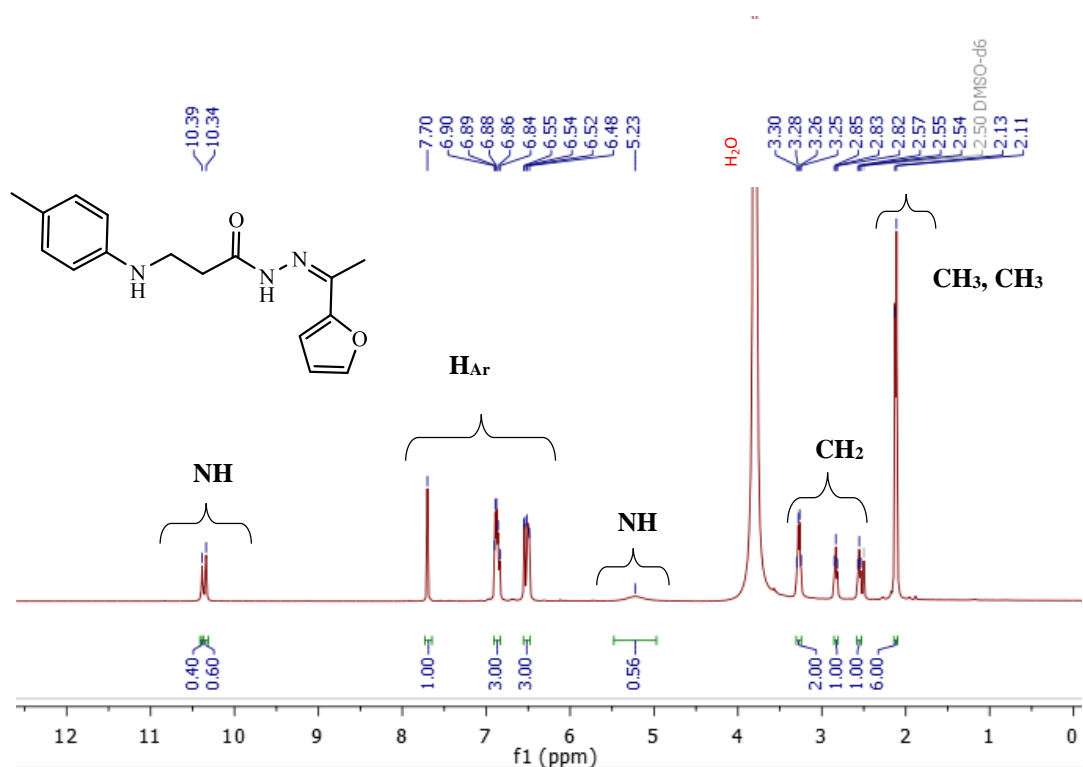 10.39
10.34
7.70
6.90
6.89
6.88
6.86
6.84
6.55
6.54
6.52
6.48
5.23
H₂O
3.30
3.28
3.26
3.25
2.85
2.83
2.82
2.57
2.55
2.54
2.50 DMSO-d6
2.13
2.11
O
N
H
N
H
N
O
CH₃, CH₃
HAr
CH₂
NH
NH
0.40
0.60
1.00
3.00
3.00
0.56
2.00
1.00
1.00
6.00
12 11 10 9 8 7 6 5 4 3 2 1 0
f1 (ppm)